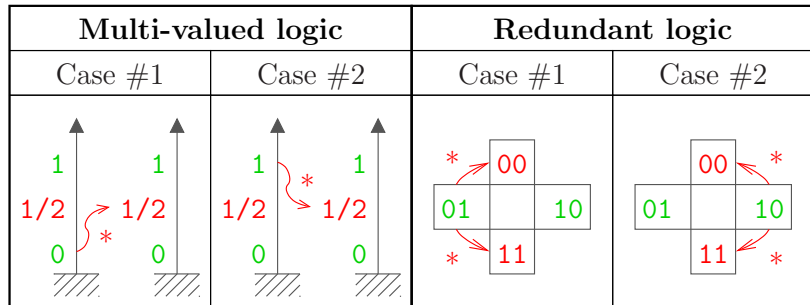 Multi-valued logic Redundant logic
Case #1 Case #2 Case #1 Case #2
1 1 1 1 * 00 00 *
1/2 1/2 * 1/2 1/2 01 10 01 10
0 * 0 0 0 * 11 11 *